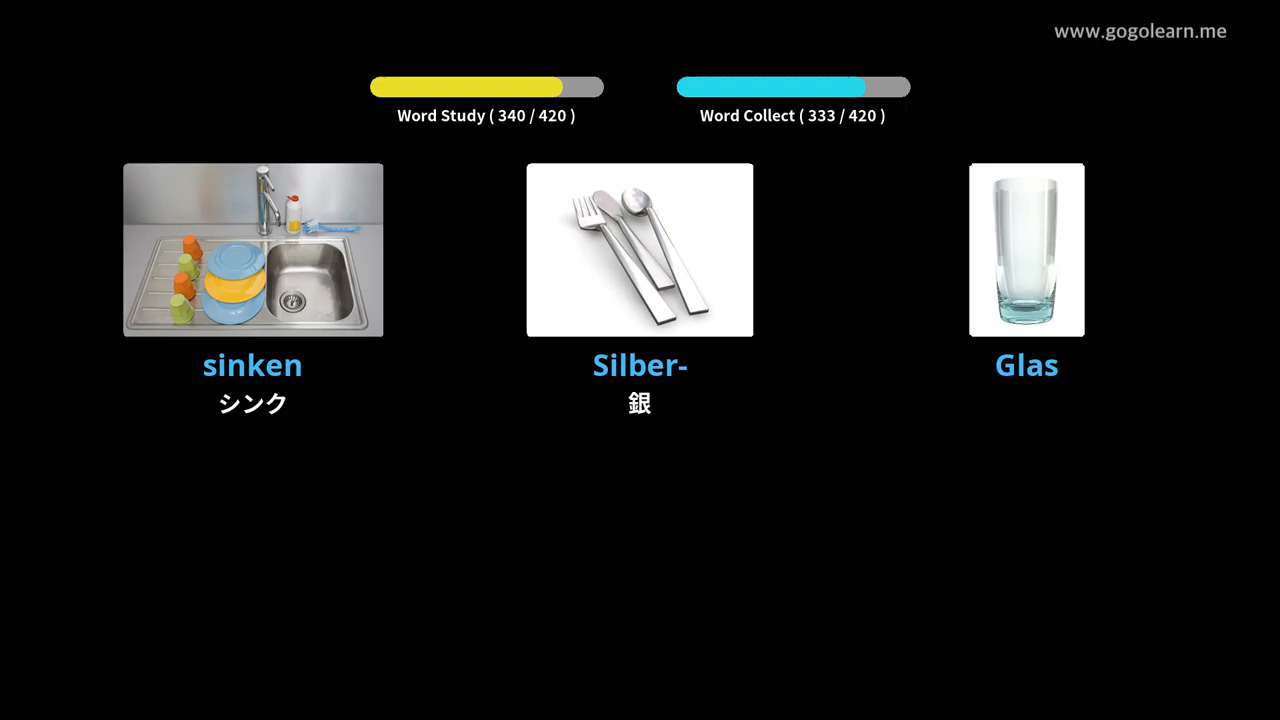 www.gogolearn.me
Word Study ( 340 / 420 )
Word Collect ( 333 / 420 )
sinken
シンク
Silber-
銀
Glas